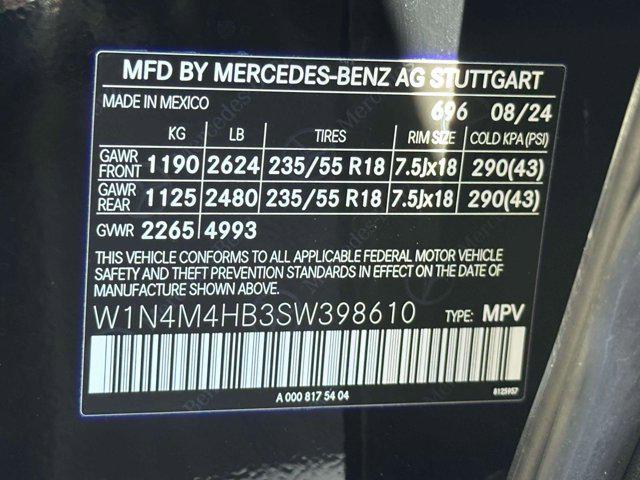 MFD BY MERCEDES-BENZ AG STUTTGART
MADE IN MEXICO 696 08/24
KG LB TIRES RIM SIZE COLD KPA (PSI)
GAWR FRONT 1190 2624 235/55 R18 7.5Jx18 290(43)
GAWR REAR 1125 2480 235/55 R18 7.5Jx18 290(43)
GVWR 2265 4993
THIS VEHICLE CONFORMS TO ALL APPLICABLE FEDERAL MOTOR VEHICLE
SAFETY AND THEFT PREVENTION STANDARDS IN EFFECT ON THE DATE OF
MANUFACTURE SHOWN ABOVE.
W1N4M4HB3SW398610 TYPE: MPV
A 000 817 54 04 8125957